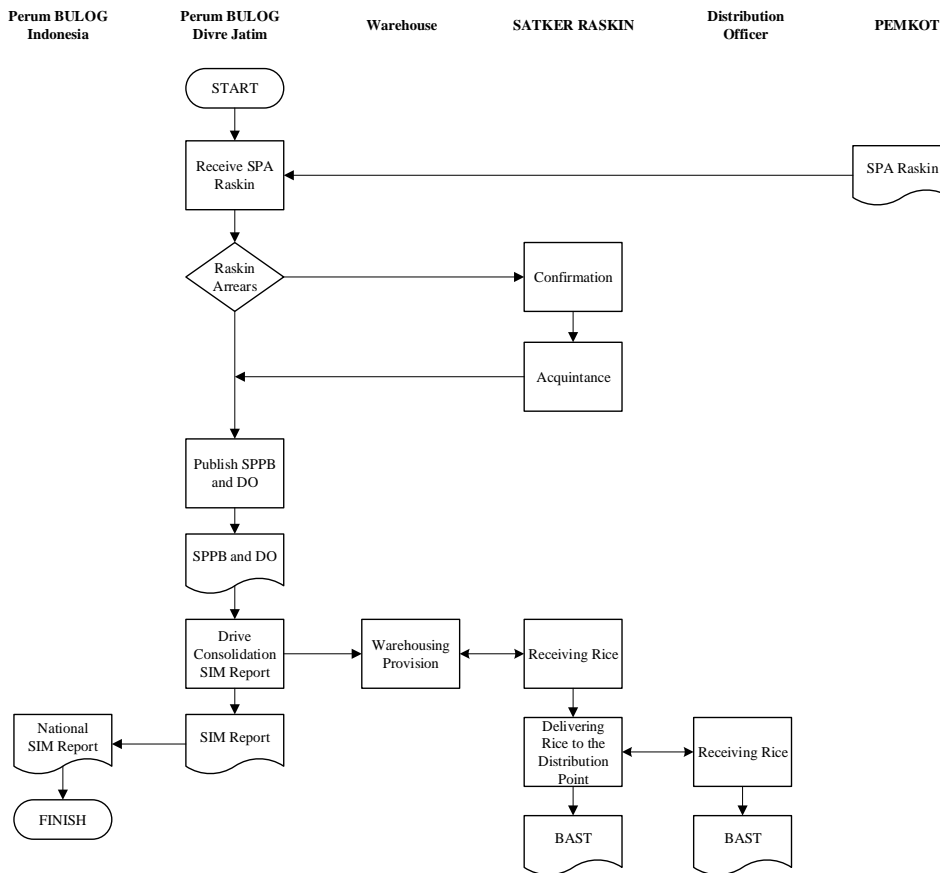 Perum BULOG
Indonesia
Perum BULOG
Divre Jatim
Warehouse
SATKER RASKIN
Distribution
Officer
PEMKOT
START
Receive SPA
Raskin
SPA Raskin
Raskin
Arrears
Confirmation
Acquintance
Publish SPPB
and DO
SPPB and DO
Drive
Consolidation
SIM Report
Warehousing
Provision
Receiving Rice
National
SIM Report
SIM Report
Delivering
Rice to the
Distribution
Point
Receiving Rice
FINISH
BAST
BAST